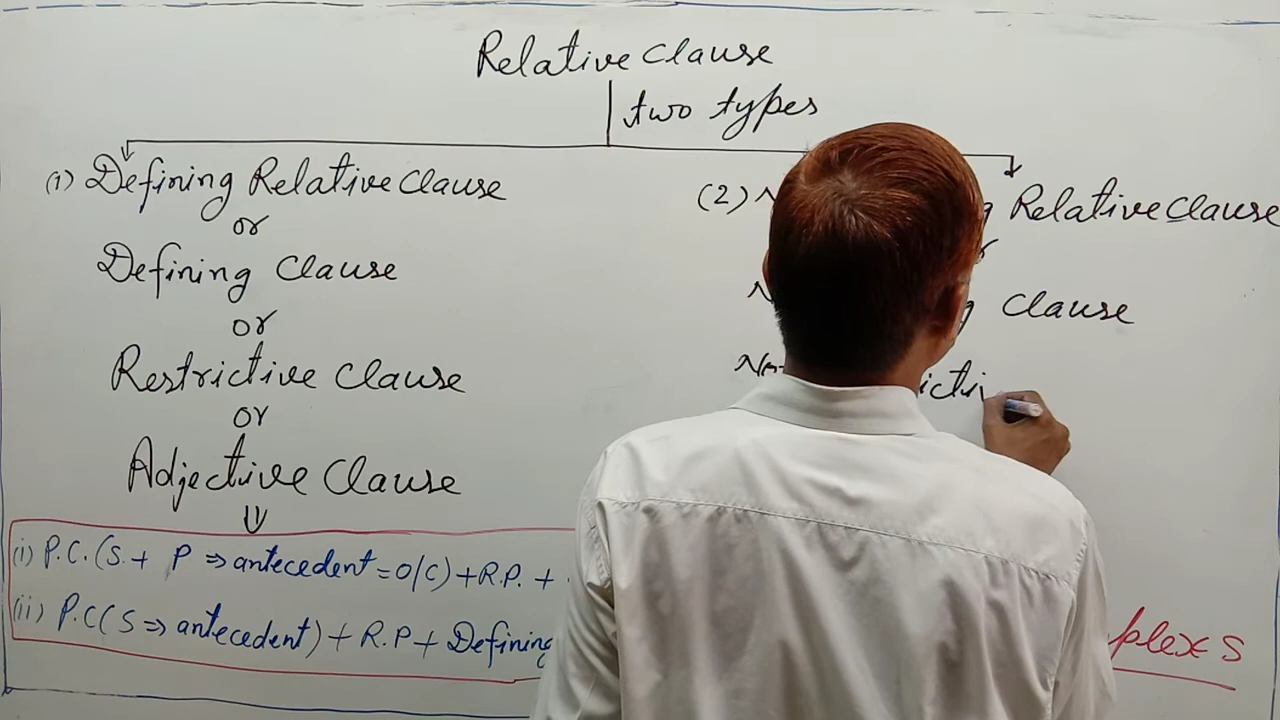 Relative Clause
two types
(1) Defining Relative Clause
or
Defining Clause
or
Restrictive Clause
or
Adjective Clause
(i) P.C.(S + P ⇒ antecedent = O/C) + R.P. +
(ii) P.C(S ⇒ antecedent) + R.P + Defining
(2)
Relative Clause
Clause
plex S